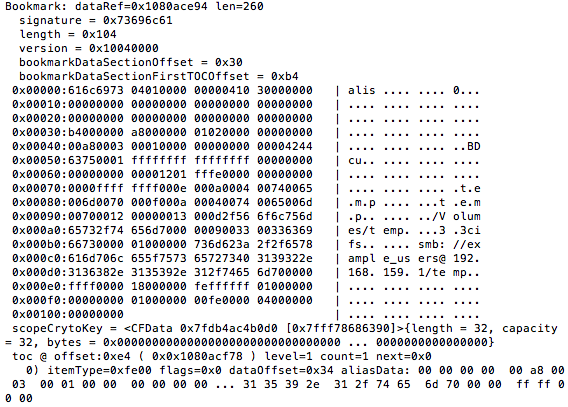 Bookmark: dataRef=0x1080ace94 len=260
signature = 0x73696c61
length = 0x104
version = 0x10040000
bookmarkDataSectionOffset = 0x30
bookmarkDataSectionFirstTOCOffset = 0xb4
0x00000:616c6973 04010000 00000410 30000000 | alis .... .... 0...
0x00010:00000000 00000000 00000000 00000000 | .... .... .... ....
0x00020:00000000 00000000 00000000 00000000 | .... .... .... ....
0x00030:b4000000 a8000000 01020000 00000000 | .... .... .... ....
0x00040:00a80003 00010000 00000000 00004244 | .... .... .... ..BD
0x00050:63750001 ffffffff ffffffff 00000000 | cu.. .... .... ....
0x00060:00000000 00001201 fffe0000 00000000 | .... .... .... ....
0x00070:0000ffff ffff000e 000a0004 00740065 | .... .... .... .t.e
0x00080:006d0070 000f000a 00040074 0065006d | .m.p .... ...t .e.m
0x00090:00700012 00000013 000d2f56 6f6c756d | .p.. .... ../V olum
0x000a0:65732f74 656d7000 00090033 00336369 | es/t emp. ...3 .3ci
0x000b0:66730000 01000000 736d623a 2f2f6578 | fs.. .... smb: //ex
0x000c0:616d706c 655f7573 65727340 3139322e | ampl e_us ers@ 192.
0x000d0:3136382e 3135392e 312f7465 6d700000 | 168. 159. 1/te mp..
0x000e0:ffff0000 18000000 feffffff 01000000 | .... .... .... ....
0x000f0:00000000 01000000 00fe0000 04000000 | .... .... .... ....
0x00100:00000000 | .... .... .... ....
scopeCrytoKey = <CFData 0x7fdb4ac4b0d0 [0x7fff78686390]>{length = 32, capacity
= 32, bytes = 0x00000000000000000000000000000000 ... 0000000000000000}
toc @ offset:0xe4 ( 0x0x1080acf78 ) level=1 count=1 next=0x0
0) itemType=0xfe00 flags=0x0 dataOffset=0x34 aliasData: 00 00 00 00 00 a8 00
03 00 01 00 00 00 00 00 00 ... 31 35 39 2e 31 2f 74 65 6d 70 00 00 ff ff 0
0 00